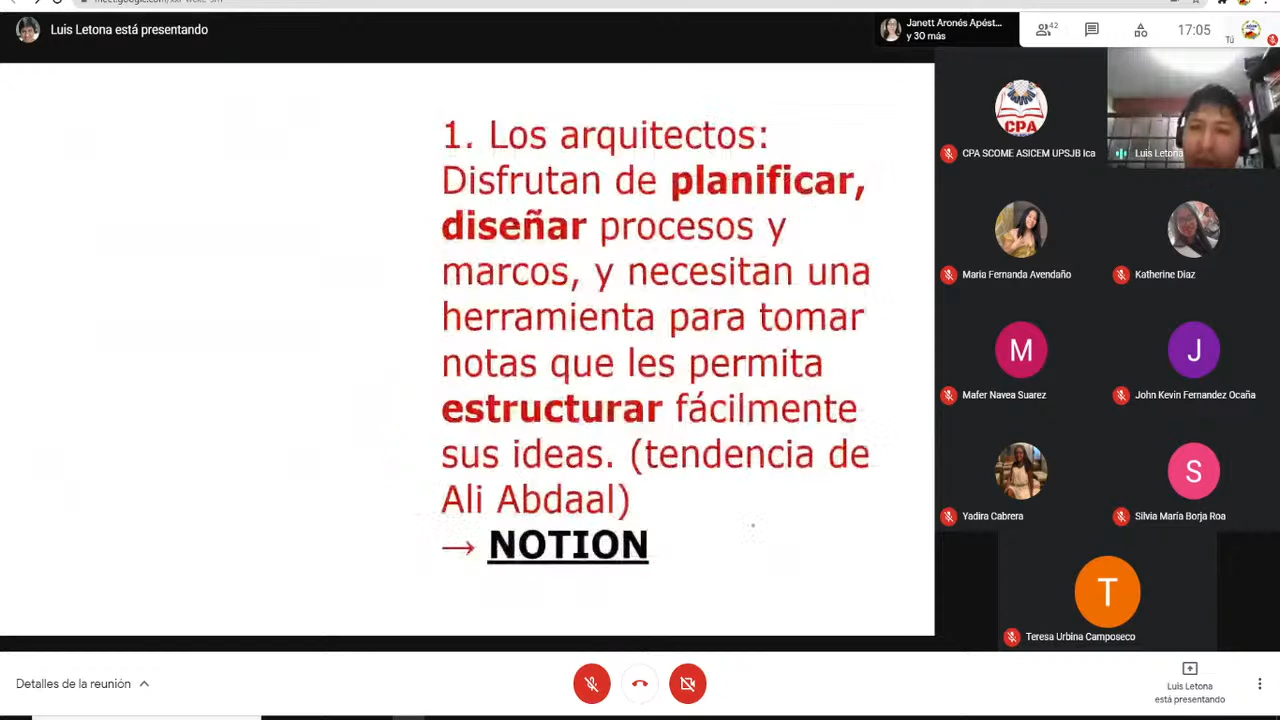 Luis Letona está presentando
Janett Aronés Apést...
y 30 más
42
17:05
Tú
1. Los arquitectos:
Disfrutan de planificar,
diseñar procesos y
marcos, y necesitan una
herramienta para tomar
notas que les permita
estructurar fácilmente
sus ideas. (tendencia de
Ali Abdaal)
→ NOTION
CPA
CPA SCOME ASICEM UPSJB Ica
Luis Letona
Maria Fernanda Avendaño
Katherine Diaz
M
Mafer Navea Suarez
J
John Kevin Fernandez Ocaña
Yadira Cabrera
S
Silvia María Borja Roa
T
Teresa Urbina Camposeco
Detalles de la reunión
Luis Letona
está presentando